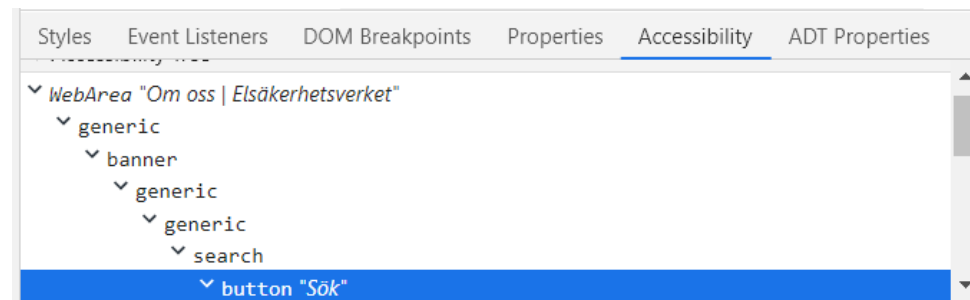 Styles Event Listeners DOM Breakpoints Properties Accessibility ADT Properties
WebArea "Om oss | Elsäkerhetsverket"
generic
banner
generic
generic
search
button "Sök"